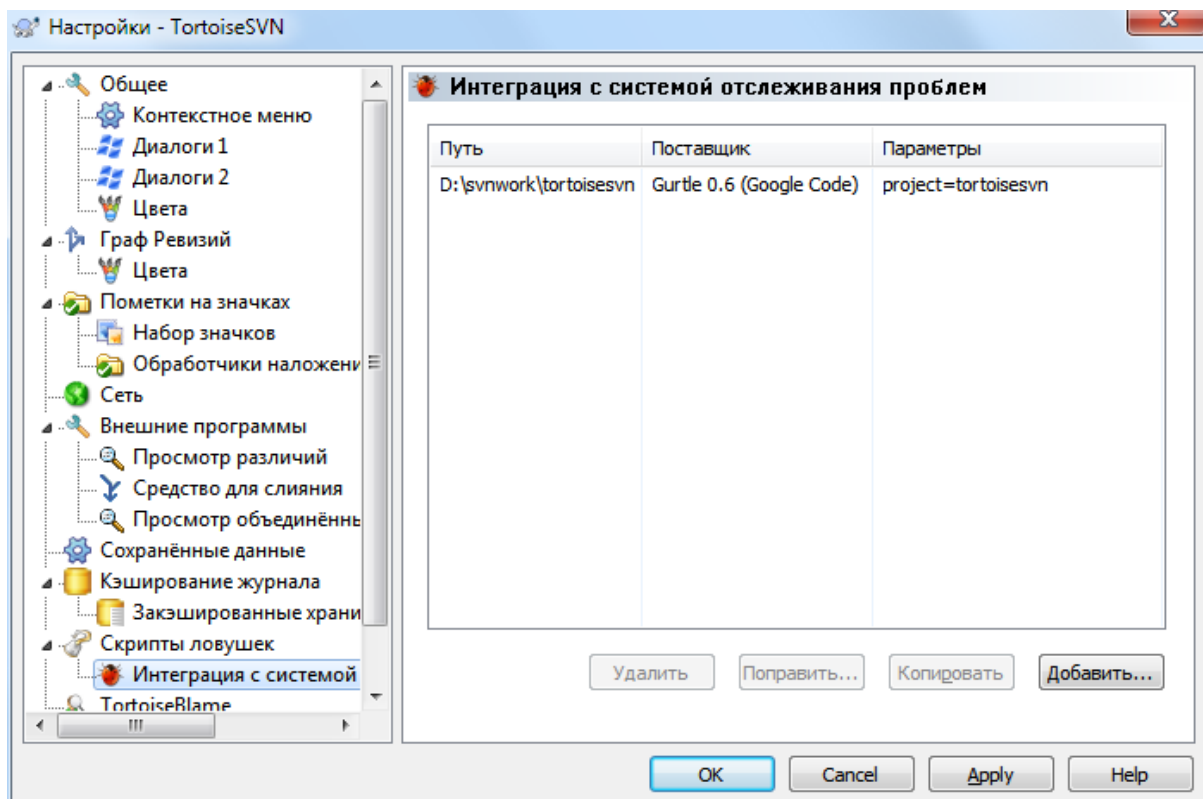 Настройки - TortoiseSVN
Общее
Контекстное меню
Диалоги 1
Диалоги 2
Цвета
Граф Ревизий
Цвета
Пометки на значках
Набор значков
Обработчики наложени
Сеть
Внешние программы
Просмотр различий
Средство для слияния
Просмотр объединённь
Сохранённые данные
Кэширование журнала
Закэшированные храни
Скрипты ловушек
Интеграция с системой
TortoiseBlame
Интеграция с системой отслеживания проблем
Путь Поставщик Параметры
D:\svnwork\tortoisesvn Gurtle 0.6 (Google Code) project=tortoisesvn
Удалить Поправить... Копировать Добавить...
OK Cancel Apply Help